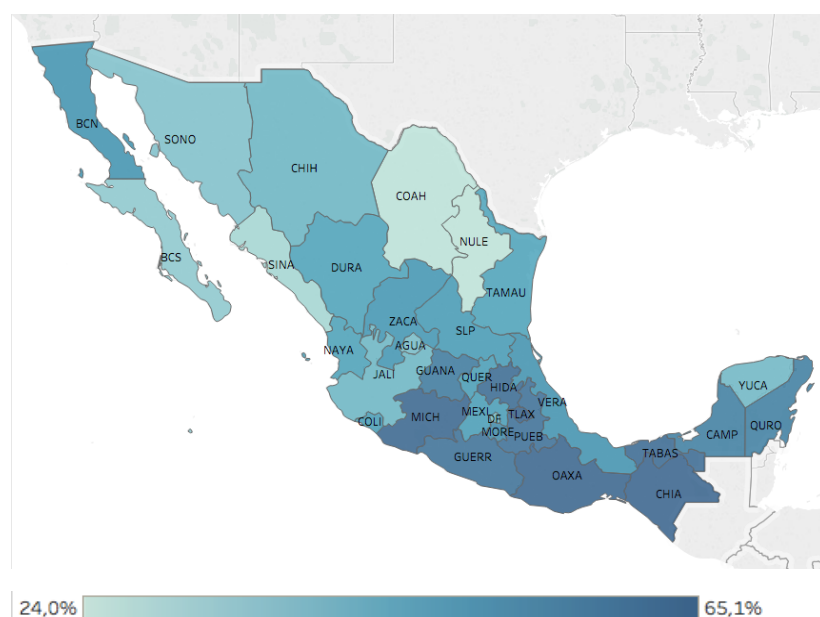 BCN
SONO
CHIH
COAH
NULE
BCS
SINA
DURA
TAMAU
ZACA
SLP
NAYA
AGUA
JALI
GUANA
QUER
HIDA
YUCA
COLI
MICH
MEXI
DF
TLAX
VERA
MORE
PUEB
CAMP
QURO
GUERR
TABAS
OAXA
CHIA
24,0% 65,1%